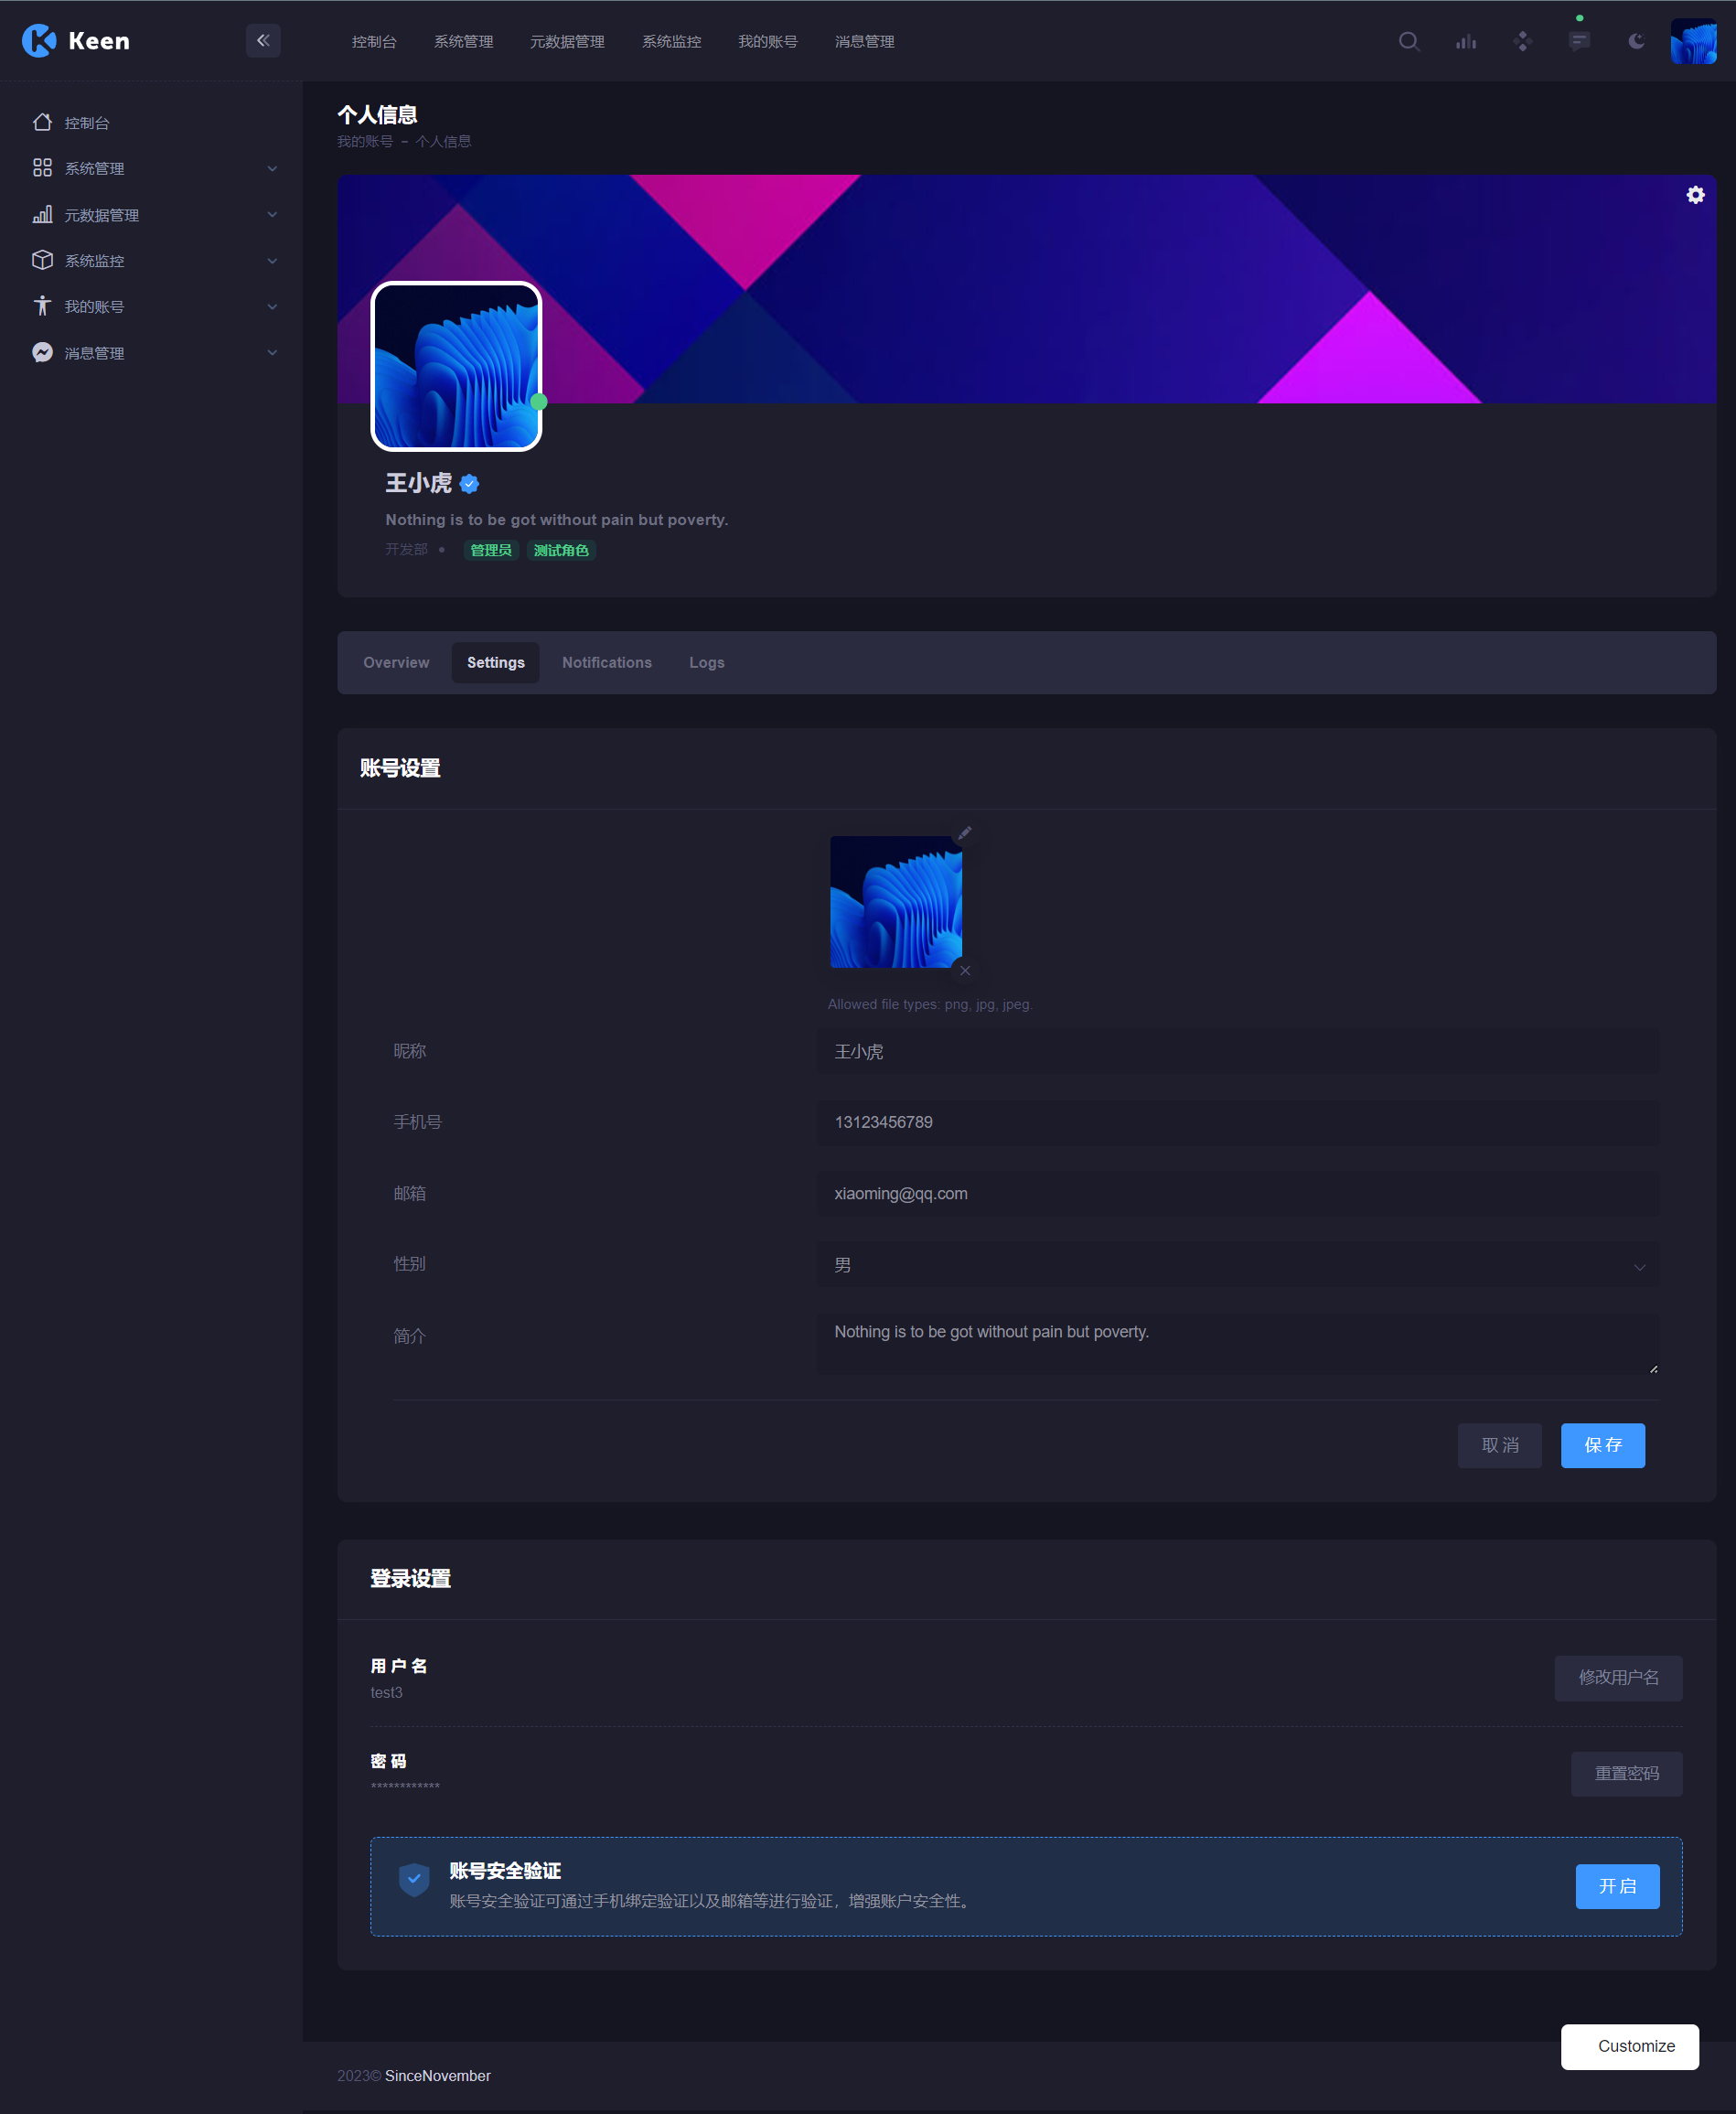 Keen
控制台 系统管理 元数据管理 系统监控 我的账号 消息管理
控制台
系统管理
元数据管理
系统监控
我的账号
消息管理
个人信息
我的账号 – 个人信息
王小虎
Nothing is to be got without pain but poverty.
开发部 • 管理员 测试角色
Overview Settings Notifications Logs
账号设置
Allowed file types: png, jpg, jpeg.
昵称 王小虎
手机号 13123456789
邮箱 xiaoming@qq.com
性别 男
简介 Nothing is to be got without pain but poverty.
取 消 保 存
登录设置
用 户 名
test3
修改用户名
密 码
************
重置密码
账号安全验证
账号安全验证可通过手机绑定验证以及邮箱等进行验证，增强账户安全性。
开 启
Customize
2023© SinceNovember